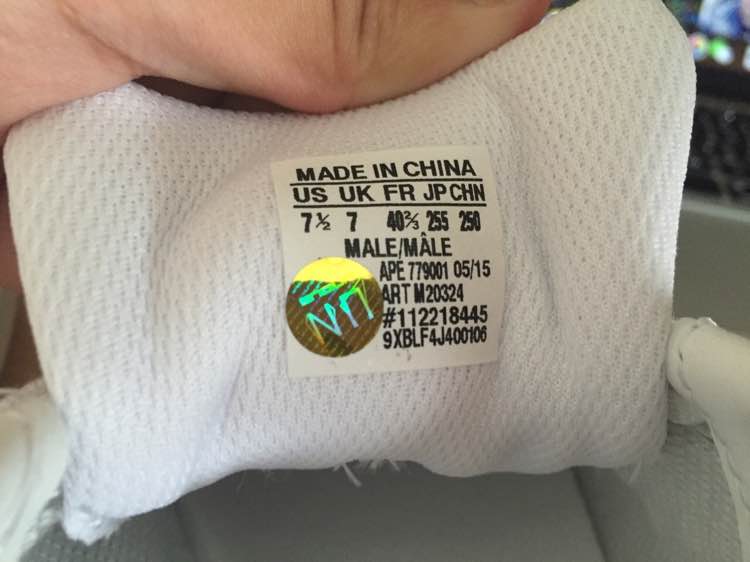 MADE IN CHINA
US UK FR JP CHN
7½ 7 40⅔ 255 250
MALE/MÂLE
APE 779001 05/15
ART M20324
#112218445
9XBLF4J400106